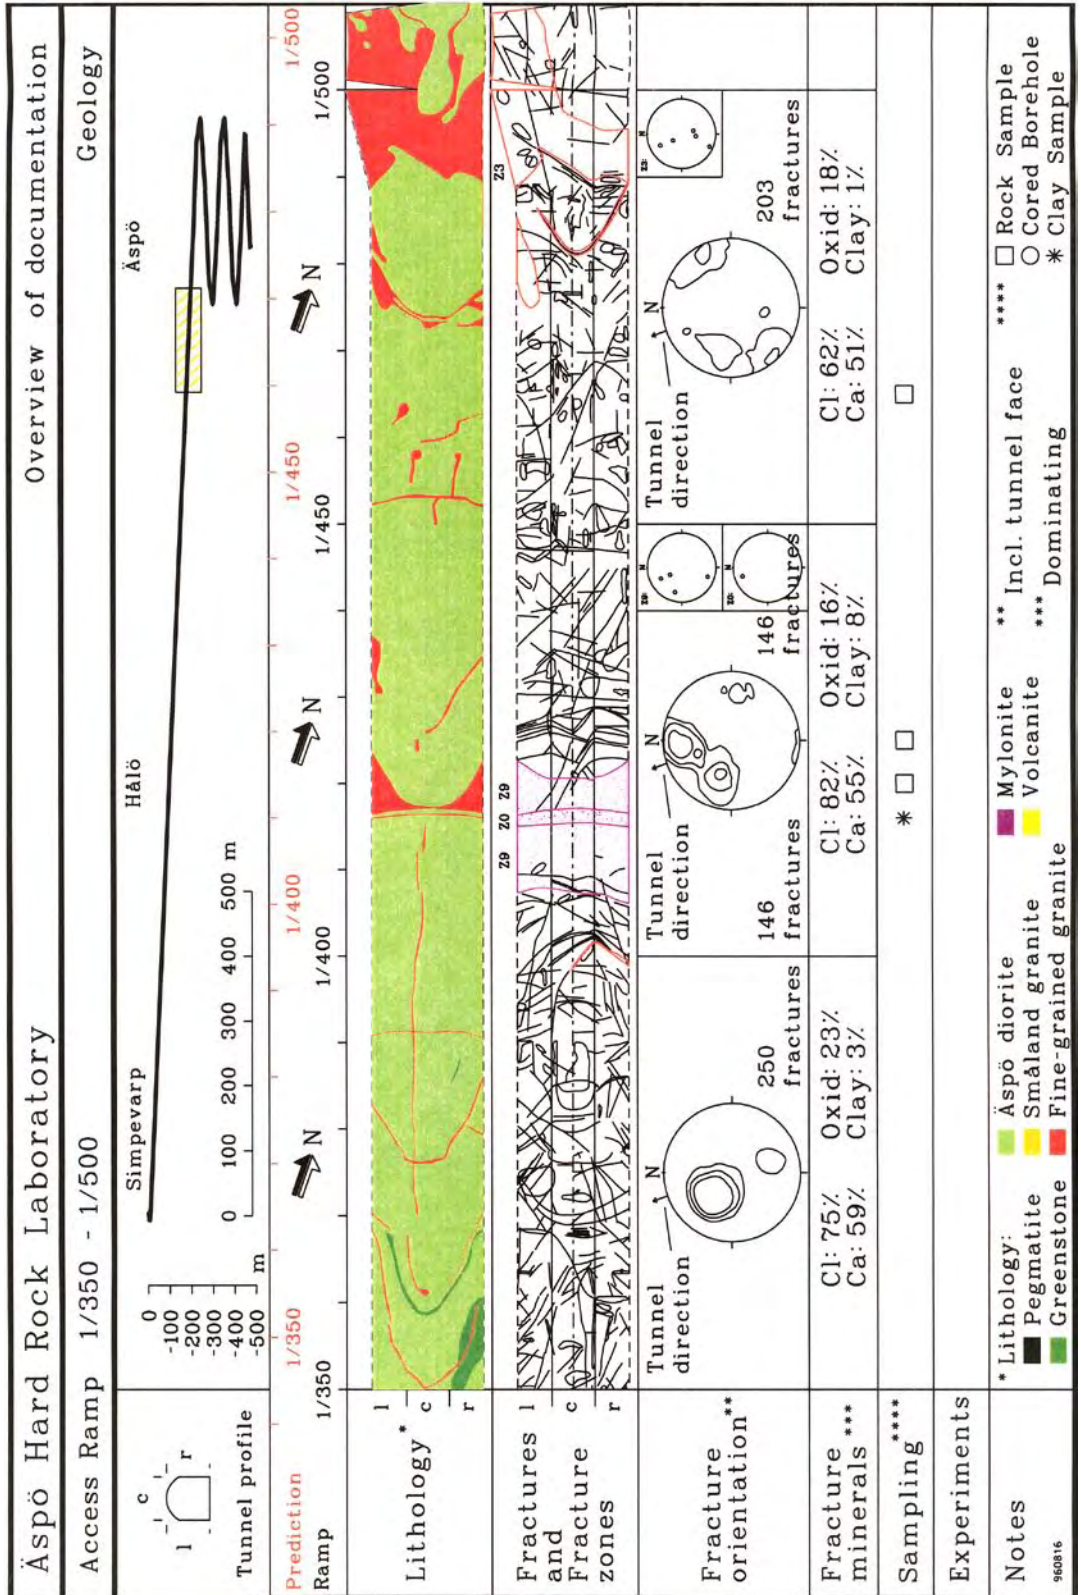 Äspö Hard Rock Laboratory
Overview of documentation
Access Ramp 1/350 - 1/500
Geology
Simpevarp
Hålö
Äspö
c
l
r
Tunnel profile
m
0
-100
-200
-300
-400
-500
0 100 200 300 400 500 m
Prediction
1/350 1/400 1/450 1/500
Ramp
1/350 1/400 1/450 1/500
N N N
Lithology*
l
c
r
Fractures
and
Fracture
zones
l
c
r
Z9 Z0 Z9 Z3
Fracture
orientation**
Tunnel
direction
N
250
fractures
Tunnel
direction
N
146
fractures
146
fractures
Z9: N
Z0: N
Tunnel
direction
N
203
fractures
Z3: N
Fracture
minerals ***
Cl: 75% Oxid: 23%
Ca: 59% Clay: 3%
Cl: 82% Oxid: 16%
Ca: 55% Clay: 8%
Cl: 62% Oxid: 18%
Ca: 51% Clay: 1%
Sampling ****
*
Experiments
Notes
* Lithology:
Pegmatite
Greenstone
Äspö diorite
Småland granite
Fine-grained granite
Mylonite
Volcanite
** Incl. tunnel face
*** Dominating
**** Rock Sample
Cored Borehole
* Clay Sample
960816